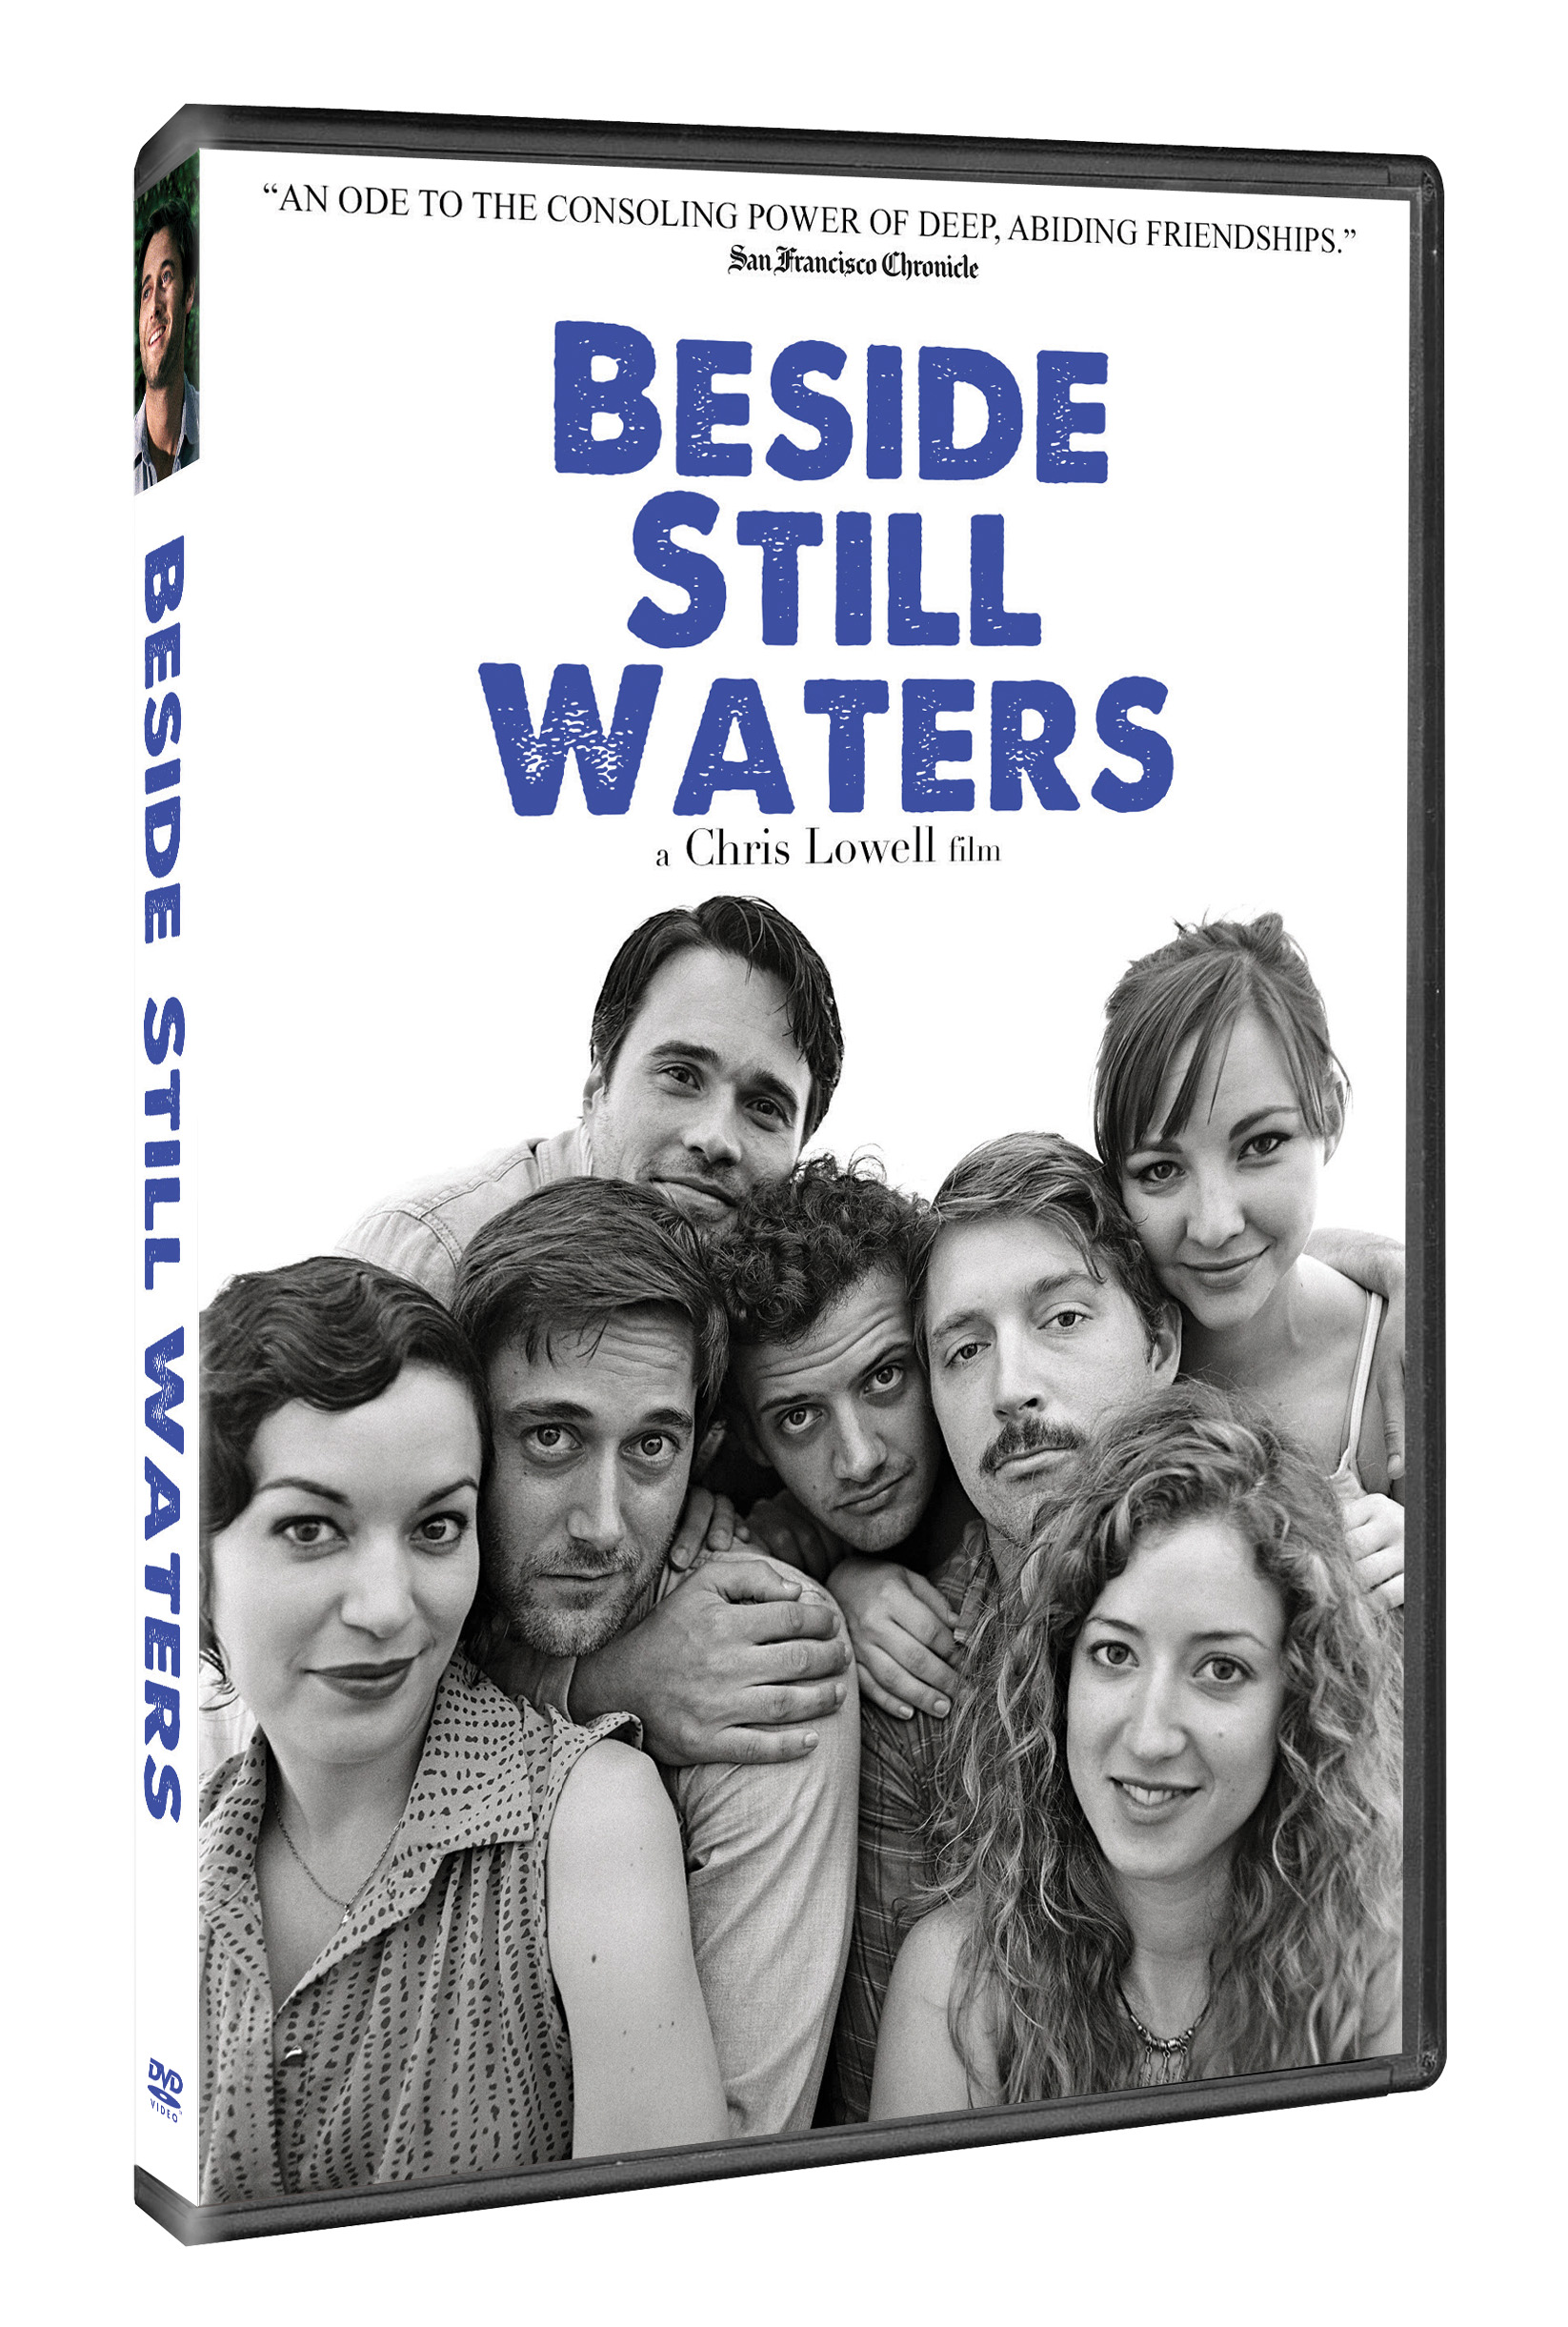 “AN ODE TO THE CONSOLING POWER OF DEEP, ABIDING FRIENDSHIPS.”
San Francisco Chronicle
BESIDE
STILL
WATERS
a Chris Lowell film
BESIDE STILL WATERS
DVD
VIDEO